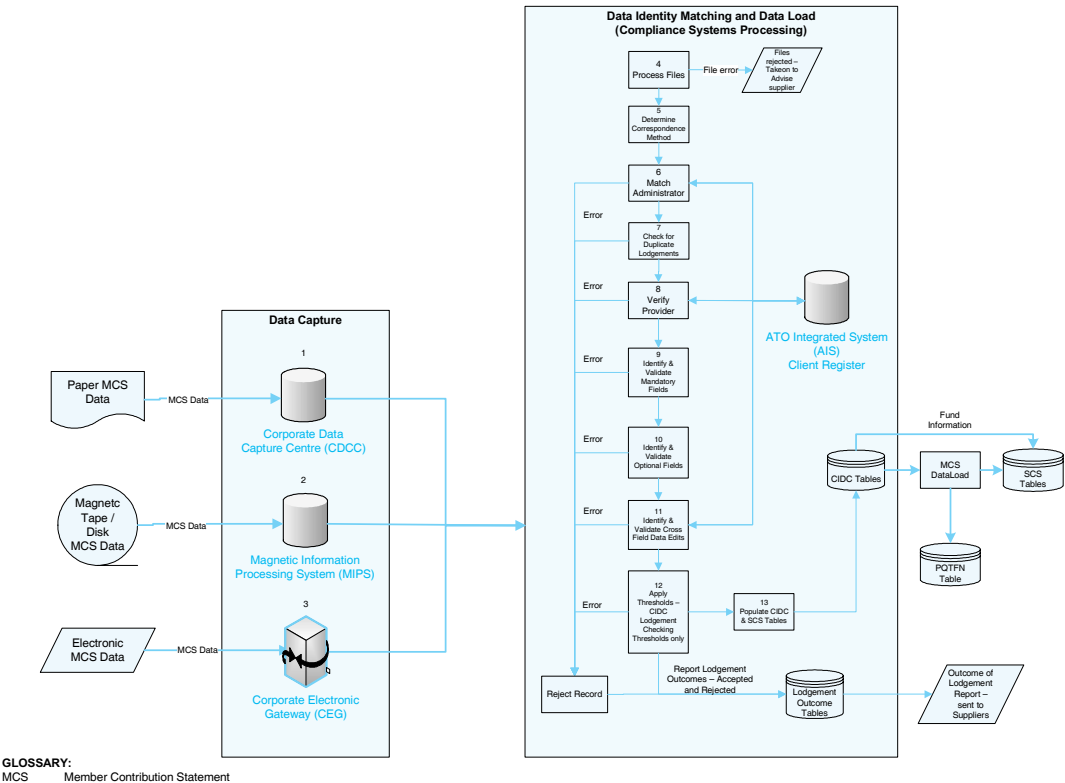 Data Identity Matching and Data Load
(Compliance Systems Processing)
4
Process Files
File error
Files
rejected –
Takeon to
Advise
supplier
5
Determine
Correspondence
Method
6
Match
Administrator
Error
7
Check for
Duplicate
Lodgements
Error
8
Verify
Provider
ATO Integrated System
(AIS)
Client Register
Error
9
Identify &
Validate
Mandatory
Fields
Error
10
Identify &
Validate
Optional Fields
Error
11
Identify &
Validate Cross
Field Data Edits
Error
12
Apply
Thresholds –
CIDC
Lodgement
Checking
Thresholds only
13
Populate CIDC
& SCS Tables
Reject Record
Report Lodgement
Outcomes – Accepted
and Rejected
Lodgement
Outcome
Tables
Outcome of
Lodgement
Report –
sent to
Suppliers
Fund
Information
CIDC Tables
MCS
DataLoad
SCS
Tables
PQTFN
Table
Data Capture
Paper MCS
Data
MCS Data
1
Corporate Data
Capture Centre (CDCC)
Magnetc
Tape /
Disk
MCS Data
MCS Data
2
Magnetic Information
Processing System (MIPS)
Electronic
MCS Data
MCS Data
3
Corporate Electronic
Gateway (CEG)
GLOSSARY:
MCS Member Contribution Statement